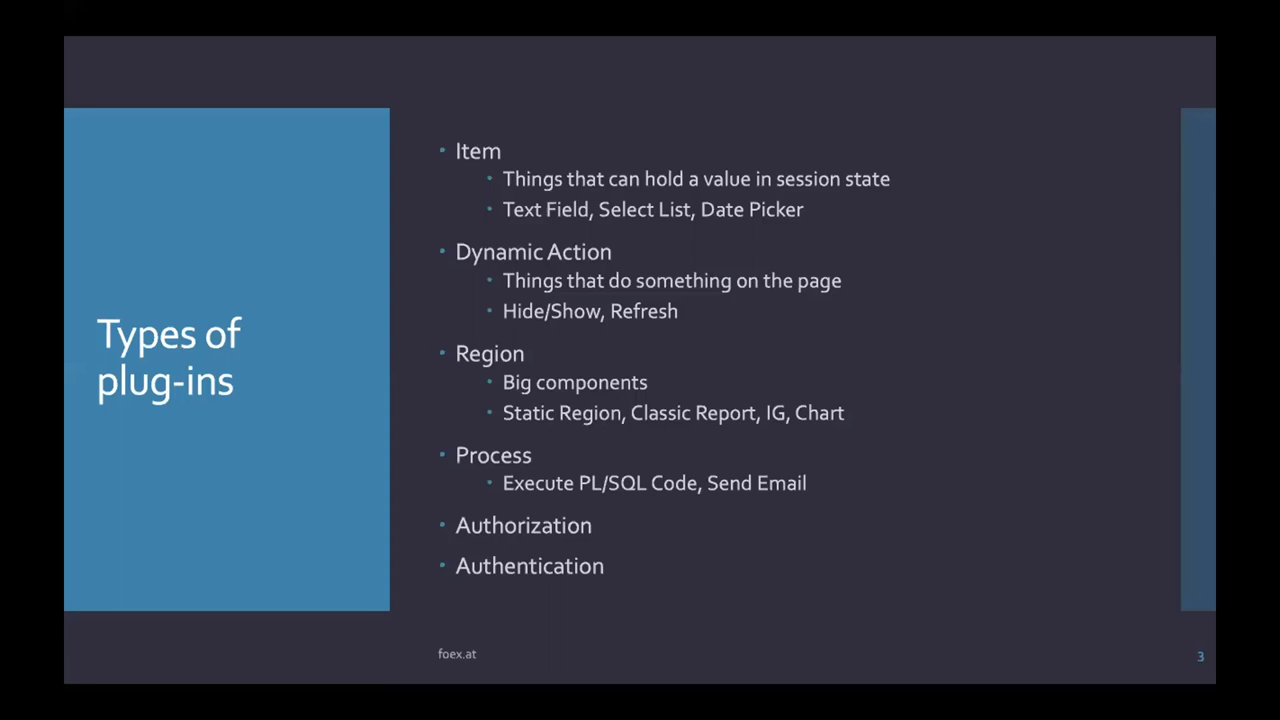 Types of
plug-ins
• Item
• Things that can hold a value in session state
• Text Field, Select List, Date Picker
• Dynamic Action
• Things that do something on the page
• Hide/Show, Refresh
• Region
• Big components
• Static Region, Classic Report, IG, Chart
• Process
• Execute PL/SQL Code, Send Email
• Authorization
• Authentication
foex.at
3